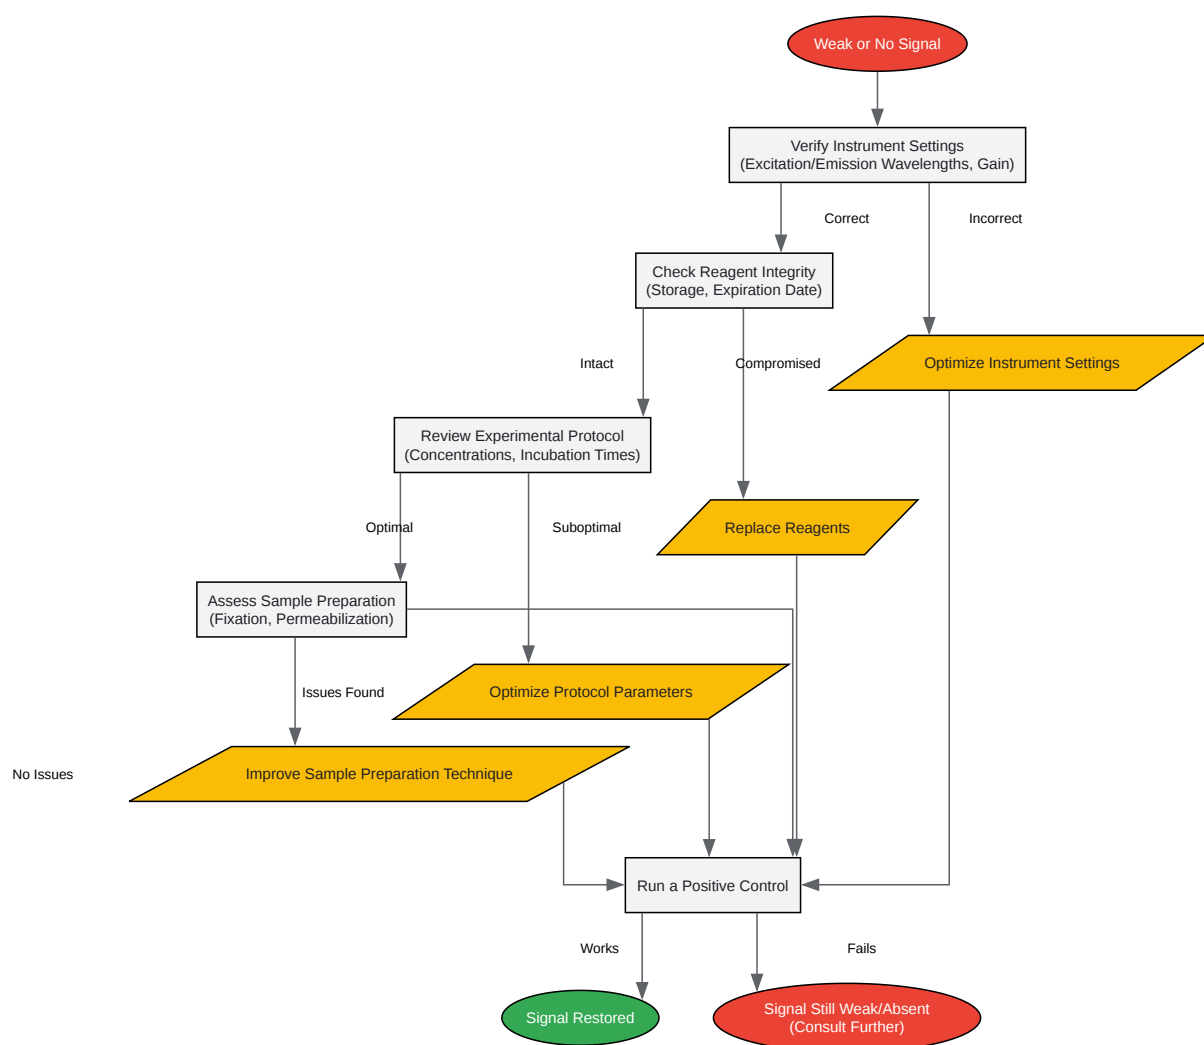 Weak or No Signal
Verify Instrument Settings
(Excitation/Emission Wavelengths, Gain)
Correct
Incorrect
Check Reagent Integrity
(Storage, Expiration Date)
Intact
Compromised
Optimize Instrument Settings
Review Experimental Protocol
(Concentrations, Incubation Times)
Optimal
Suboptimal
Replace Reagents
Assess Sample Preparation
(Fixation, Permeabilization)
Issues Found
Optimize Protocol Parameters
No Issues
Improve Sample Preparation Technique
Run a Positive Control
Works
Fails
Signal Restored
Signal Still Weak/Absent
(Consult Further)